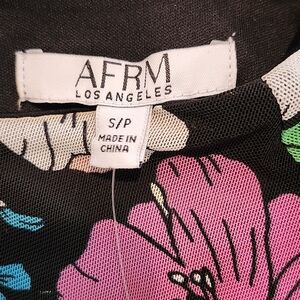 AFRM
LOS ANGELES
S/P
MADE IN
CHINA